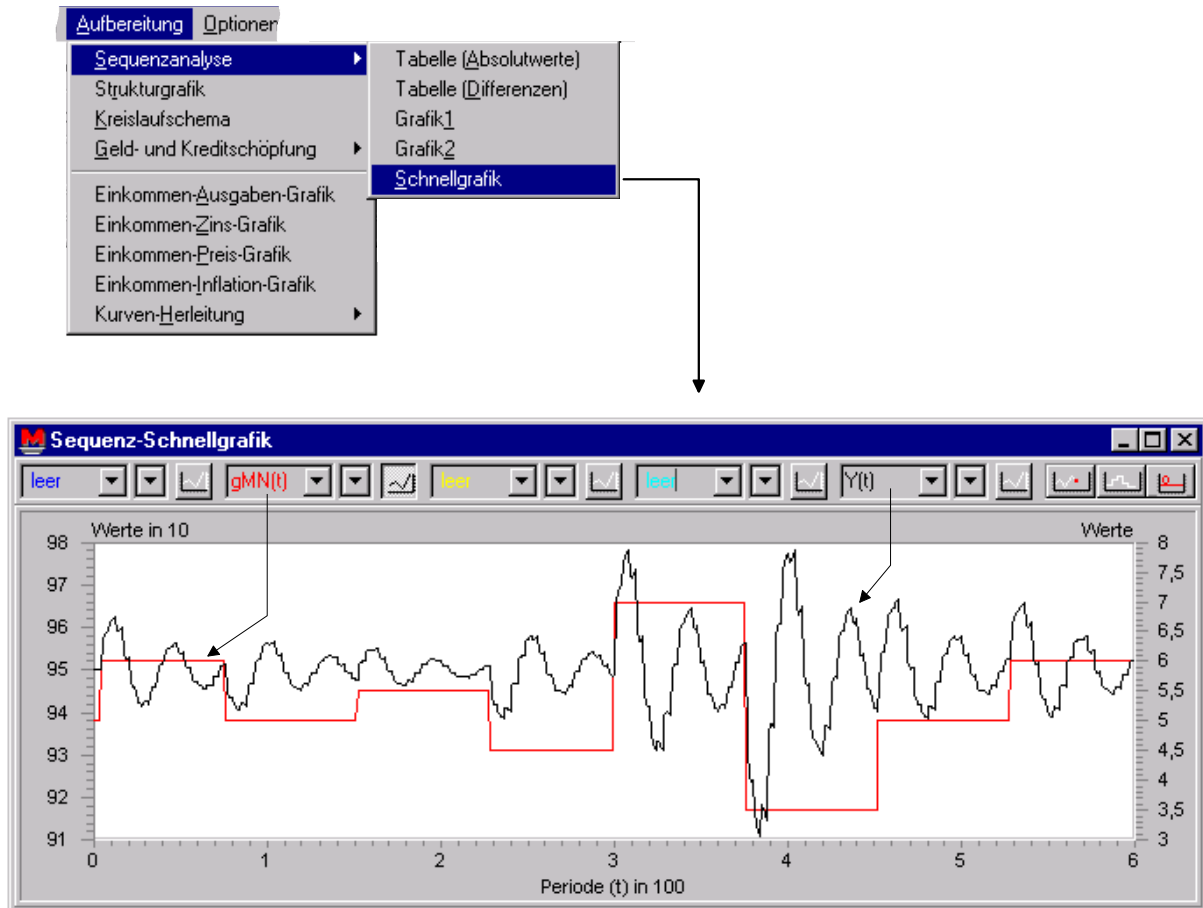 Aufbereitung Optionen
Sequenzanalyse
Strukturgrafik
Kreislaufschema
Geld- und Kreditschöpfung
Einkommen-Ausgaben-Grafik
Einkommen-Zins-Grafik
Einkommen-Preis-Grafik
Einkommen-Inflation-Grafik
Kurven-Herleitung
Tabelle (Absolutwerte)
Tabelle (Differenzen)
Grafik1
Grafik2
Schnellgrafik
M Sequenz-Schnellgrafik
leer gMN(t) leer leer Y(t)
Werte in 10 Werte
98 8
7,5
97
7
96
6,5
95 6
5,5
94
5
93 4,5
4
92
3,5
91 3
0 1 2 3 4 5 6
Periode (t) in 100